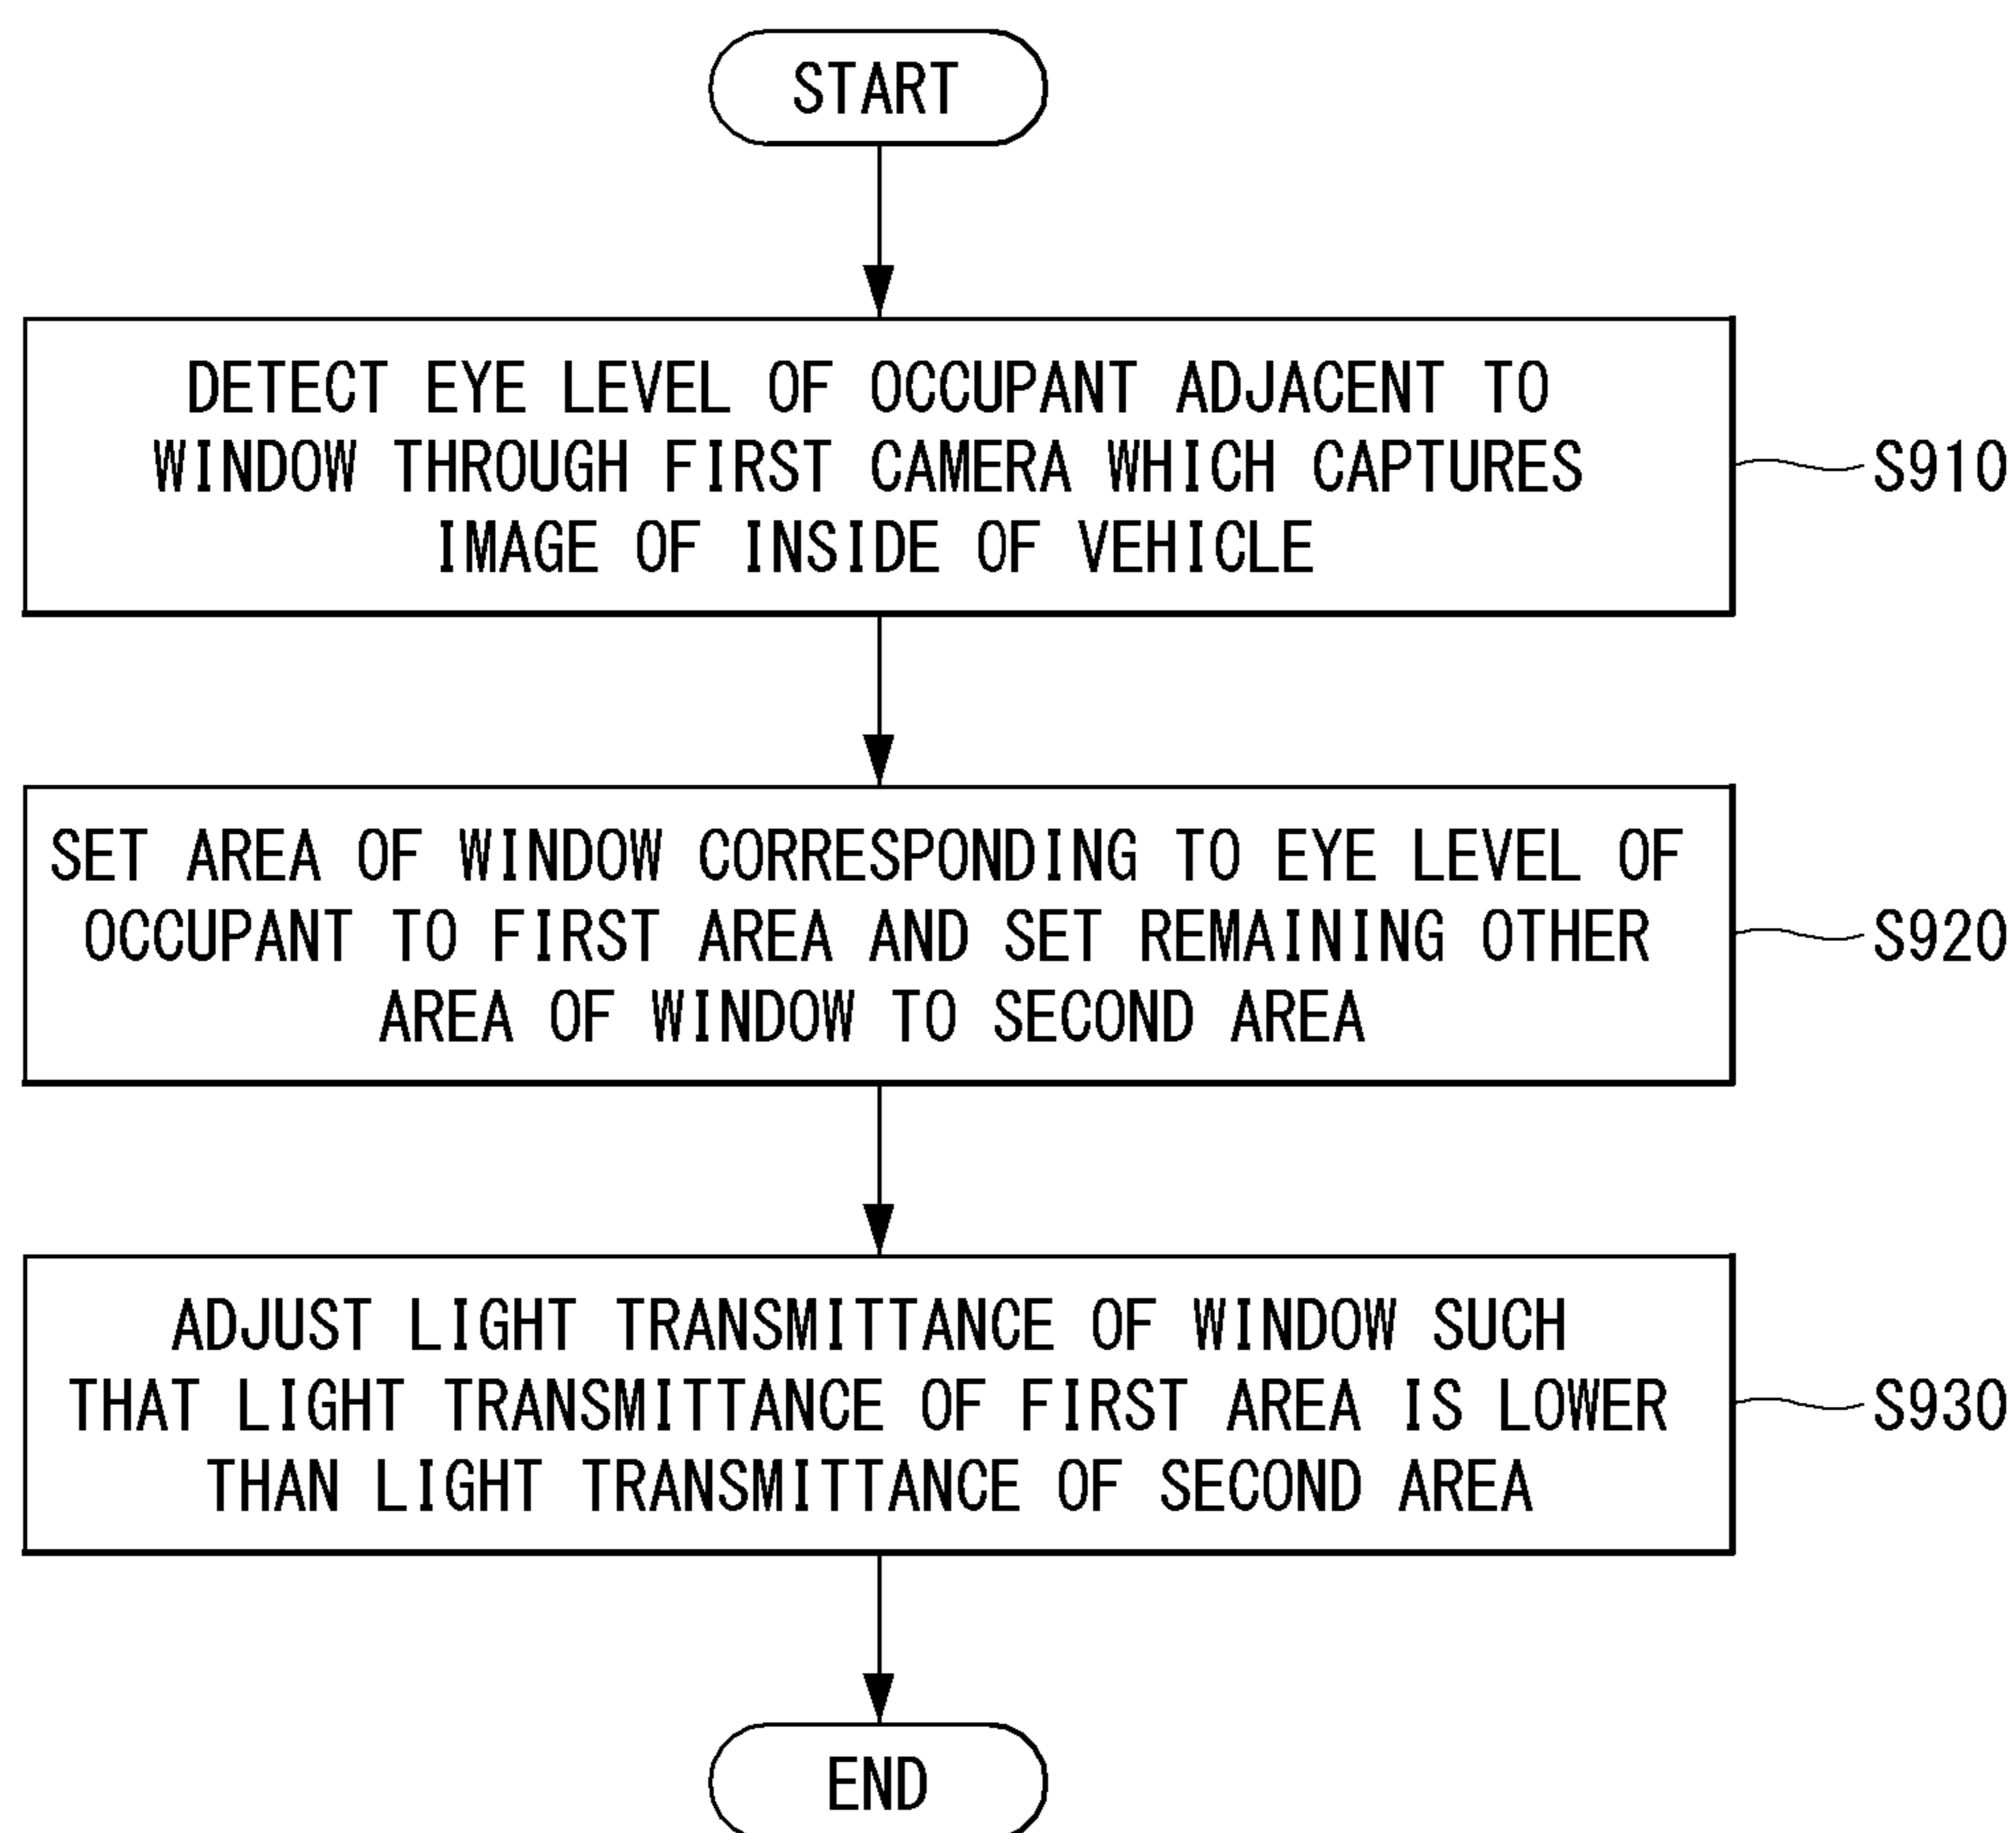 START
DETECT EYE LEVEL OF OCCUPANT ADJACENT TO
WINDOW THROUGH FIRST CAMERA WHICH CAPTURES
IMAGE OF INSIDE OF VEHICLE
S910
SET AREA OF WINDOW CORRESPONDING TO EYE LEVEL OF
OCCUPANT TO FIRST AREA AND SET REMAINING OTHER
AREA OF WINDOW TO SECOND AREA
S920
ADJUST LIGHT TRANSMITTANCE OF WINDOW SUCH
THAT LIGHT TRANSMITTANCE OF FIRST AREA IS LOWER
THAN LIGHT TRANSMITTANCE OF SECOND AREA
S930
END